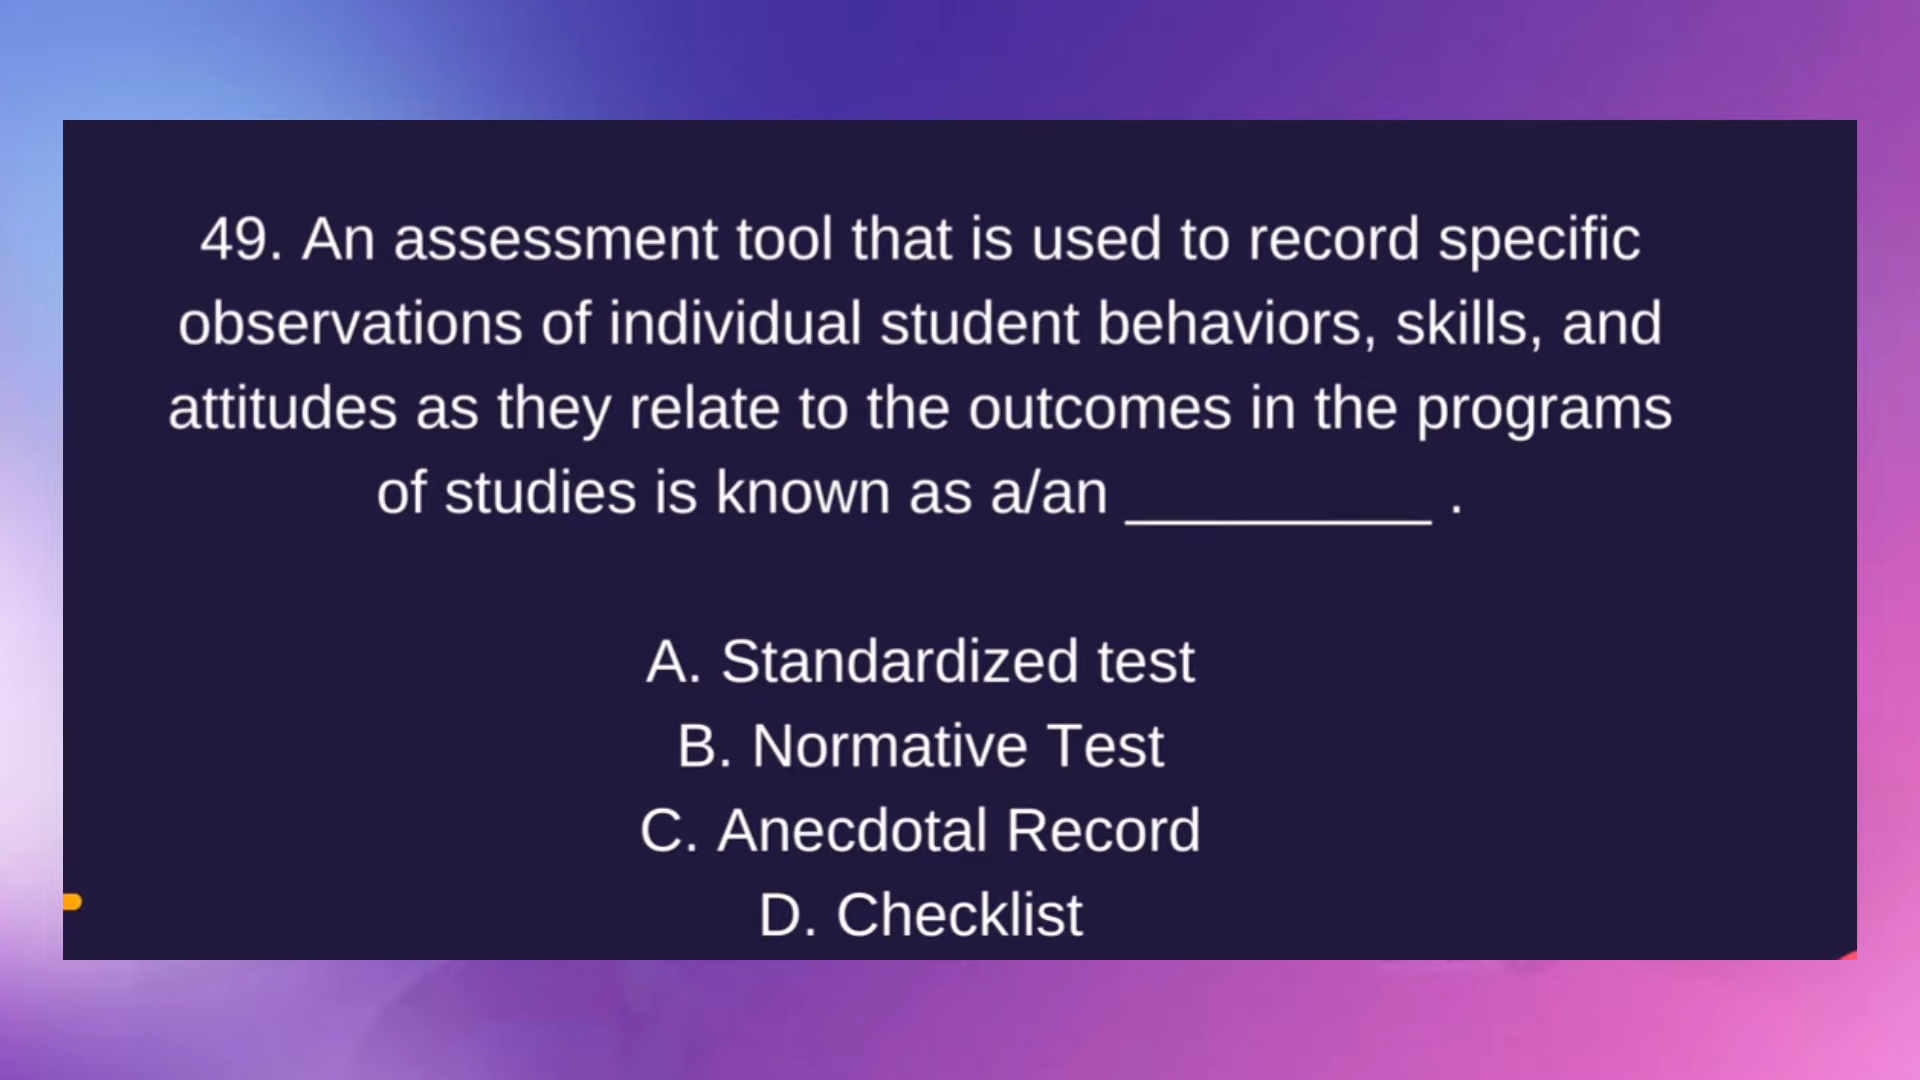 49. An assessment tool that is used to record specific
observations of individual student behaviors, skills, and
attitudes as they relate to the outcomes in the programs
of studies is known as a/an _________ .
A. Standardized test
B. Normative Test
C. Anecdotal Record
D. Checklist